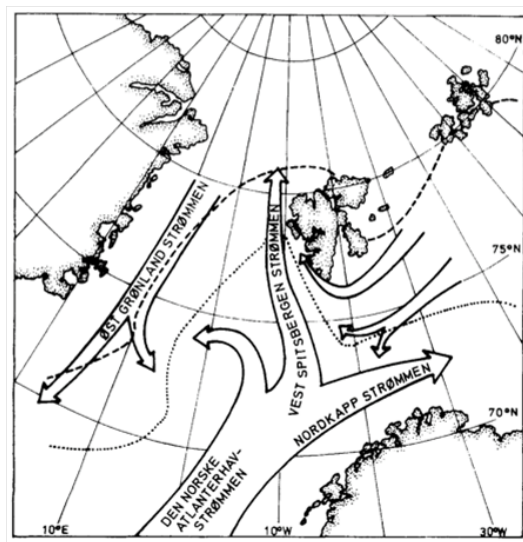 80°N
ØST GRØNLAND STRØMMEN
VEST SPITSBERGEN STRØMMEN
75°N
NORDKAPP STRØMMEN
70°N
DEN NORSKE
ATLANTERHAV-
STRØMMEN
10°E
10°W
30°W